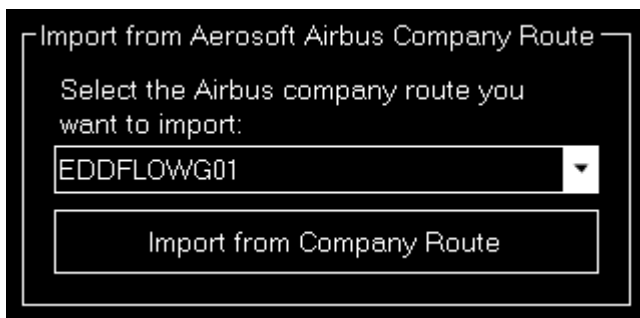 Import from Aerosoft Airbus Company Route
Select the Airbus company route you
want to import:
EDDFLOWG01
Import from Company Route